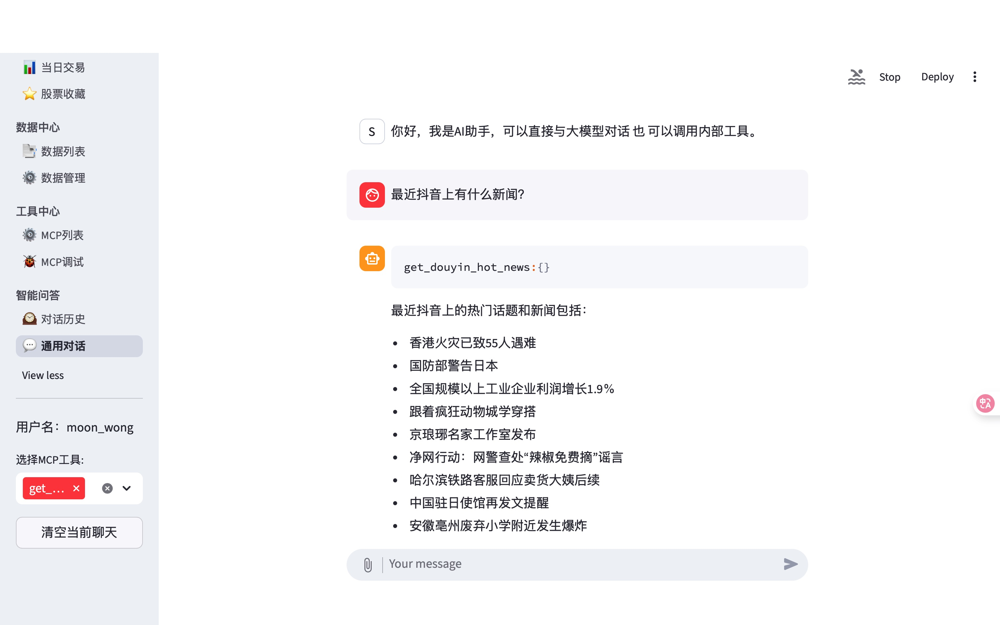 当日交易
股票收藏
数据中心
数据列表
数据管理
工具中心
MCP列表
MCP调试
智能问答
对话历史
通用对话
View less
用户名：moon_wong
选择MCP工具:
get_...
清空当前聊天
Stop
Deploy
S
你好，我是AI助手，可以直接与大模型对话 也 可以调用内部工具。
最近抖音上有什么新闻？
get_douyin_hot_news:{}
最近抖音上的热门话题和新闻包括：
香港火灾已致55人遇难
国防部警告日本
全国规模以上工业企业利润增长1.9%
跟着疯狂动物城学穿搭
京琅琊名家工作室发布
净网行动：网警查处“辣椒免费摘”谣言
哈尔滨铁路客服回应卖货大姨后续
中国驻日使馆再发文提醒
安徽亳州废弃小学附近发生爆炸
Your message
中A